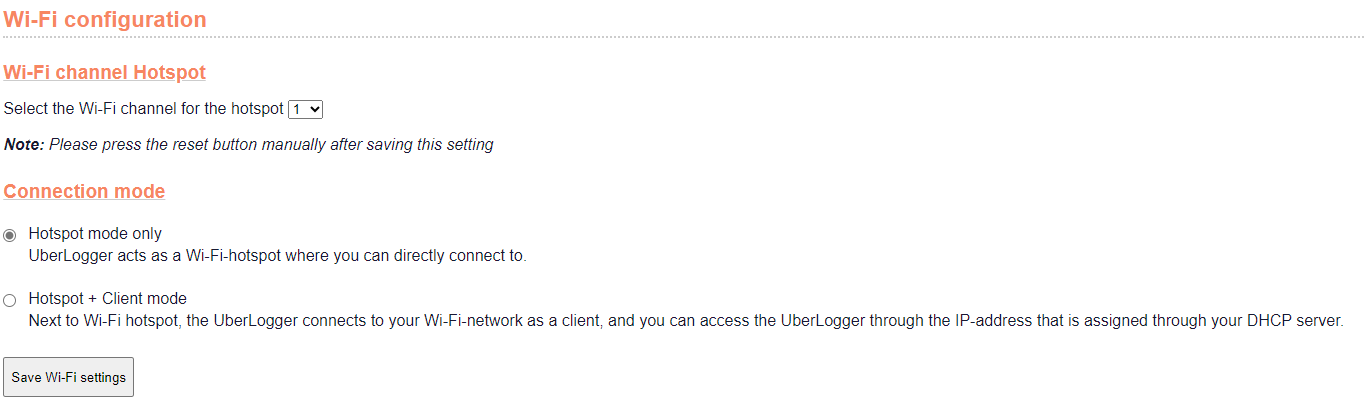 Wi-Fi configuration
Wi-Fi channel Hotspot
Select the Wi-Fi channel for the hotspot 1
Note: Please press the reset button manually after saving this setting
Connection mode
Hotspot mode only
UberLogger acts as a Wi-Fi-hotspot where you can directly connect to.
Hotspot + Client mode
Next to Wi-Fi hotspot, the UberLogger connects to your Wi-Fi-network as a client, and you can access the UberLogger through the IP-address that is assigned through your DHCP server.
Save Wi-Fi settings